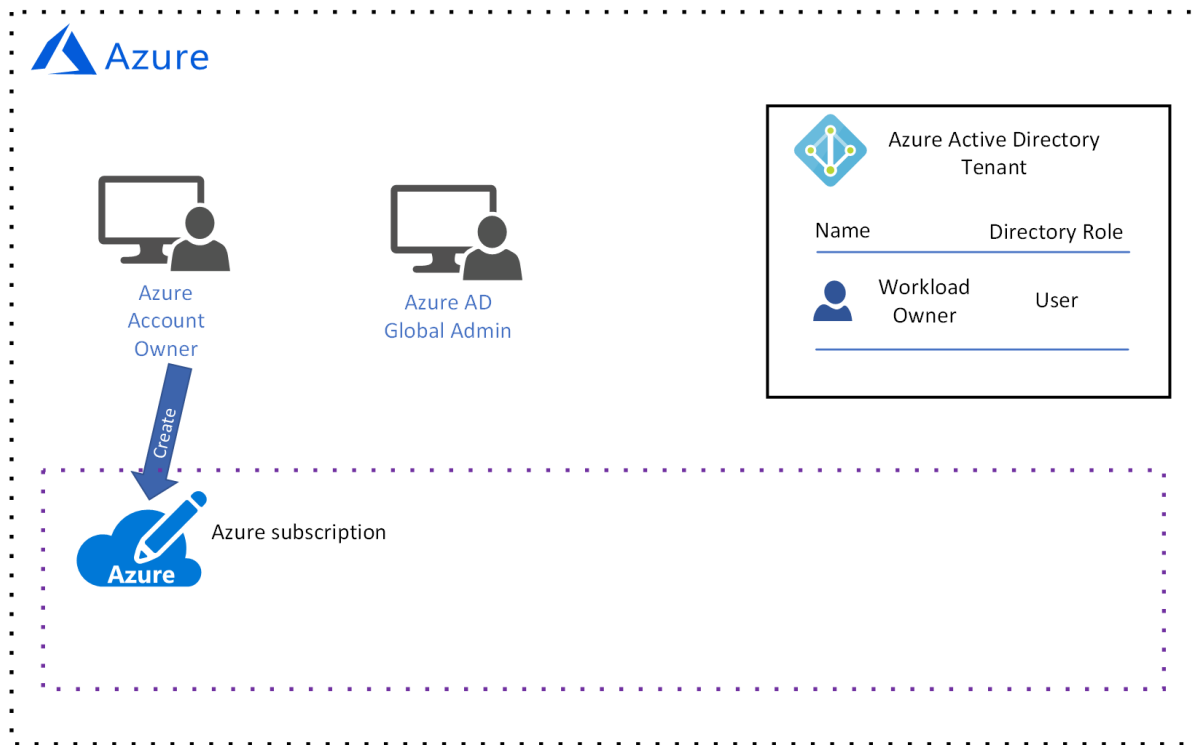 Azure
Azure Active Directory
Tenant
Name Directory Role
Workload
Owner
User
Azure
Account
Owner
Azure AD
Global Admin
Create
Azure subscription
Azure